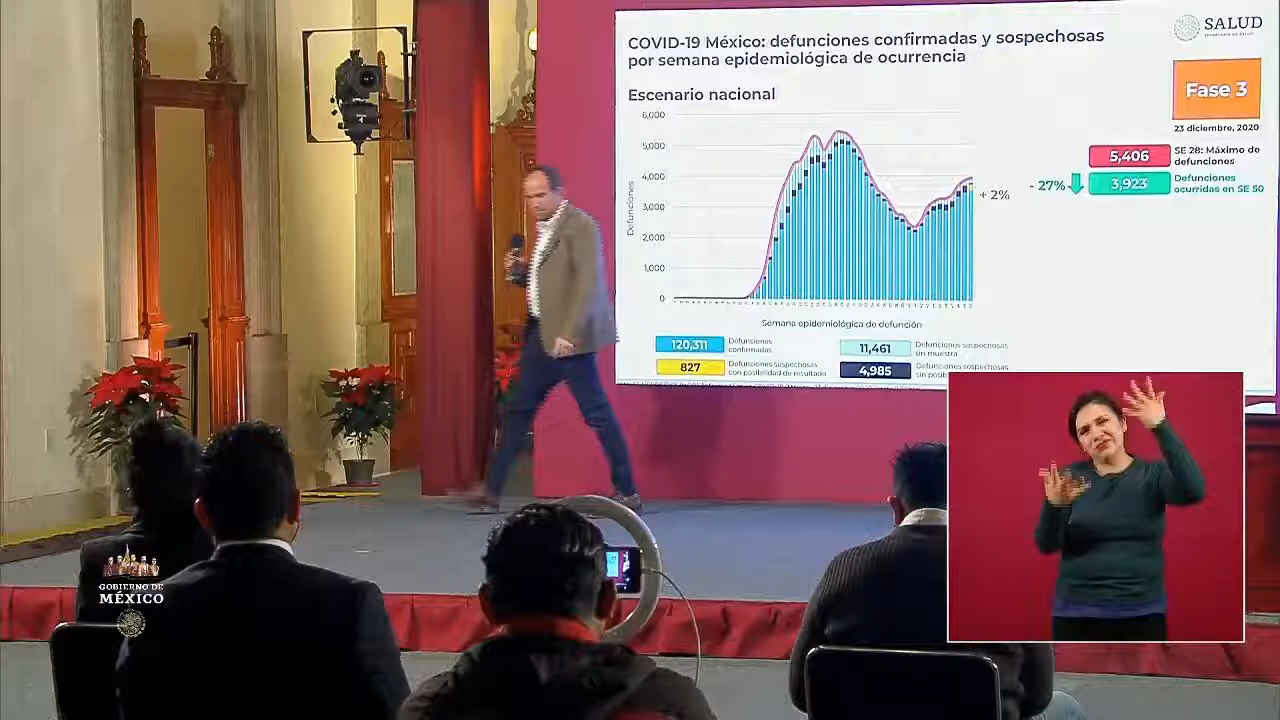 COVID-19 México: defunciones confirmadas y sospechosas
por semana epidemiológica de ocurrencia
SALUD
SECRETARÍA DE SALUD
Escenario nacional
Fase 3
23 diciembre, 2020
5,406
SE 28: Máximo de
defunciones
- 27%
3,923
Defunciones
ocurridas en SE 50
+ 2%
6,000
5,000
4,000
3,000
2,000
1,000
0
Defunciones
Semana epidemiológica de defunción
120,311
Defunciones
confirmadas
11,461
Defunciones sospechosas
sin muestra
827
Defunciones sospechosas
con posibilidad de resultado
4,985
Defunciones sospechosas
sin
GOBIERNO DE
MÉXICO